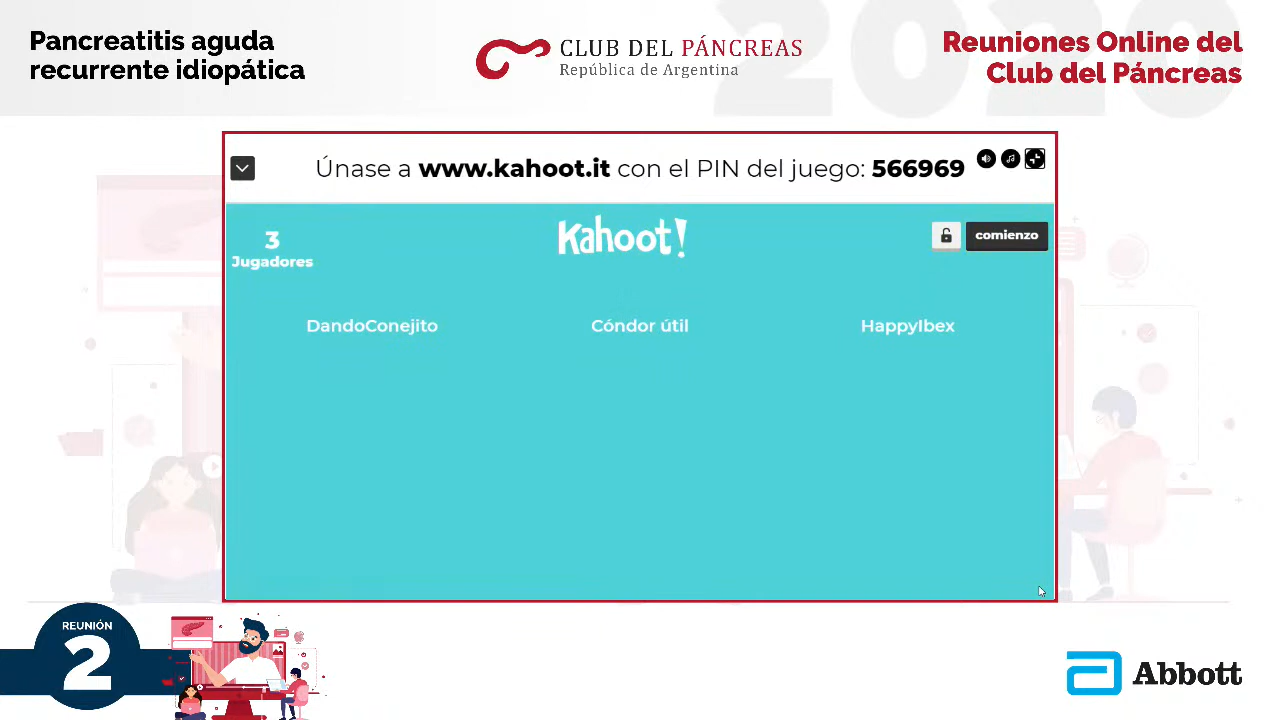 Pancreatitis aguda
recurrente idiopática
CLUB DEL PÁNCREAS
República de Argentina
2020
Reuniones Online del
Club del Páncreas
Únase a www.kahoot.it con el PIN del juego: 566969
3
Jugadores
Kahoot!
comienzo
DandoConejito
Cóndor útil
HappyIbex
REUNIÓN
2
Abbott